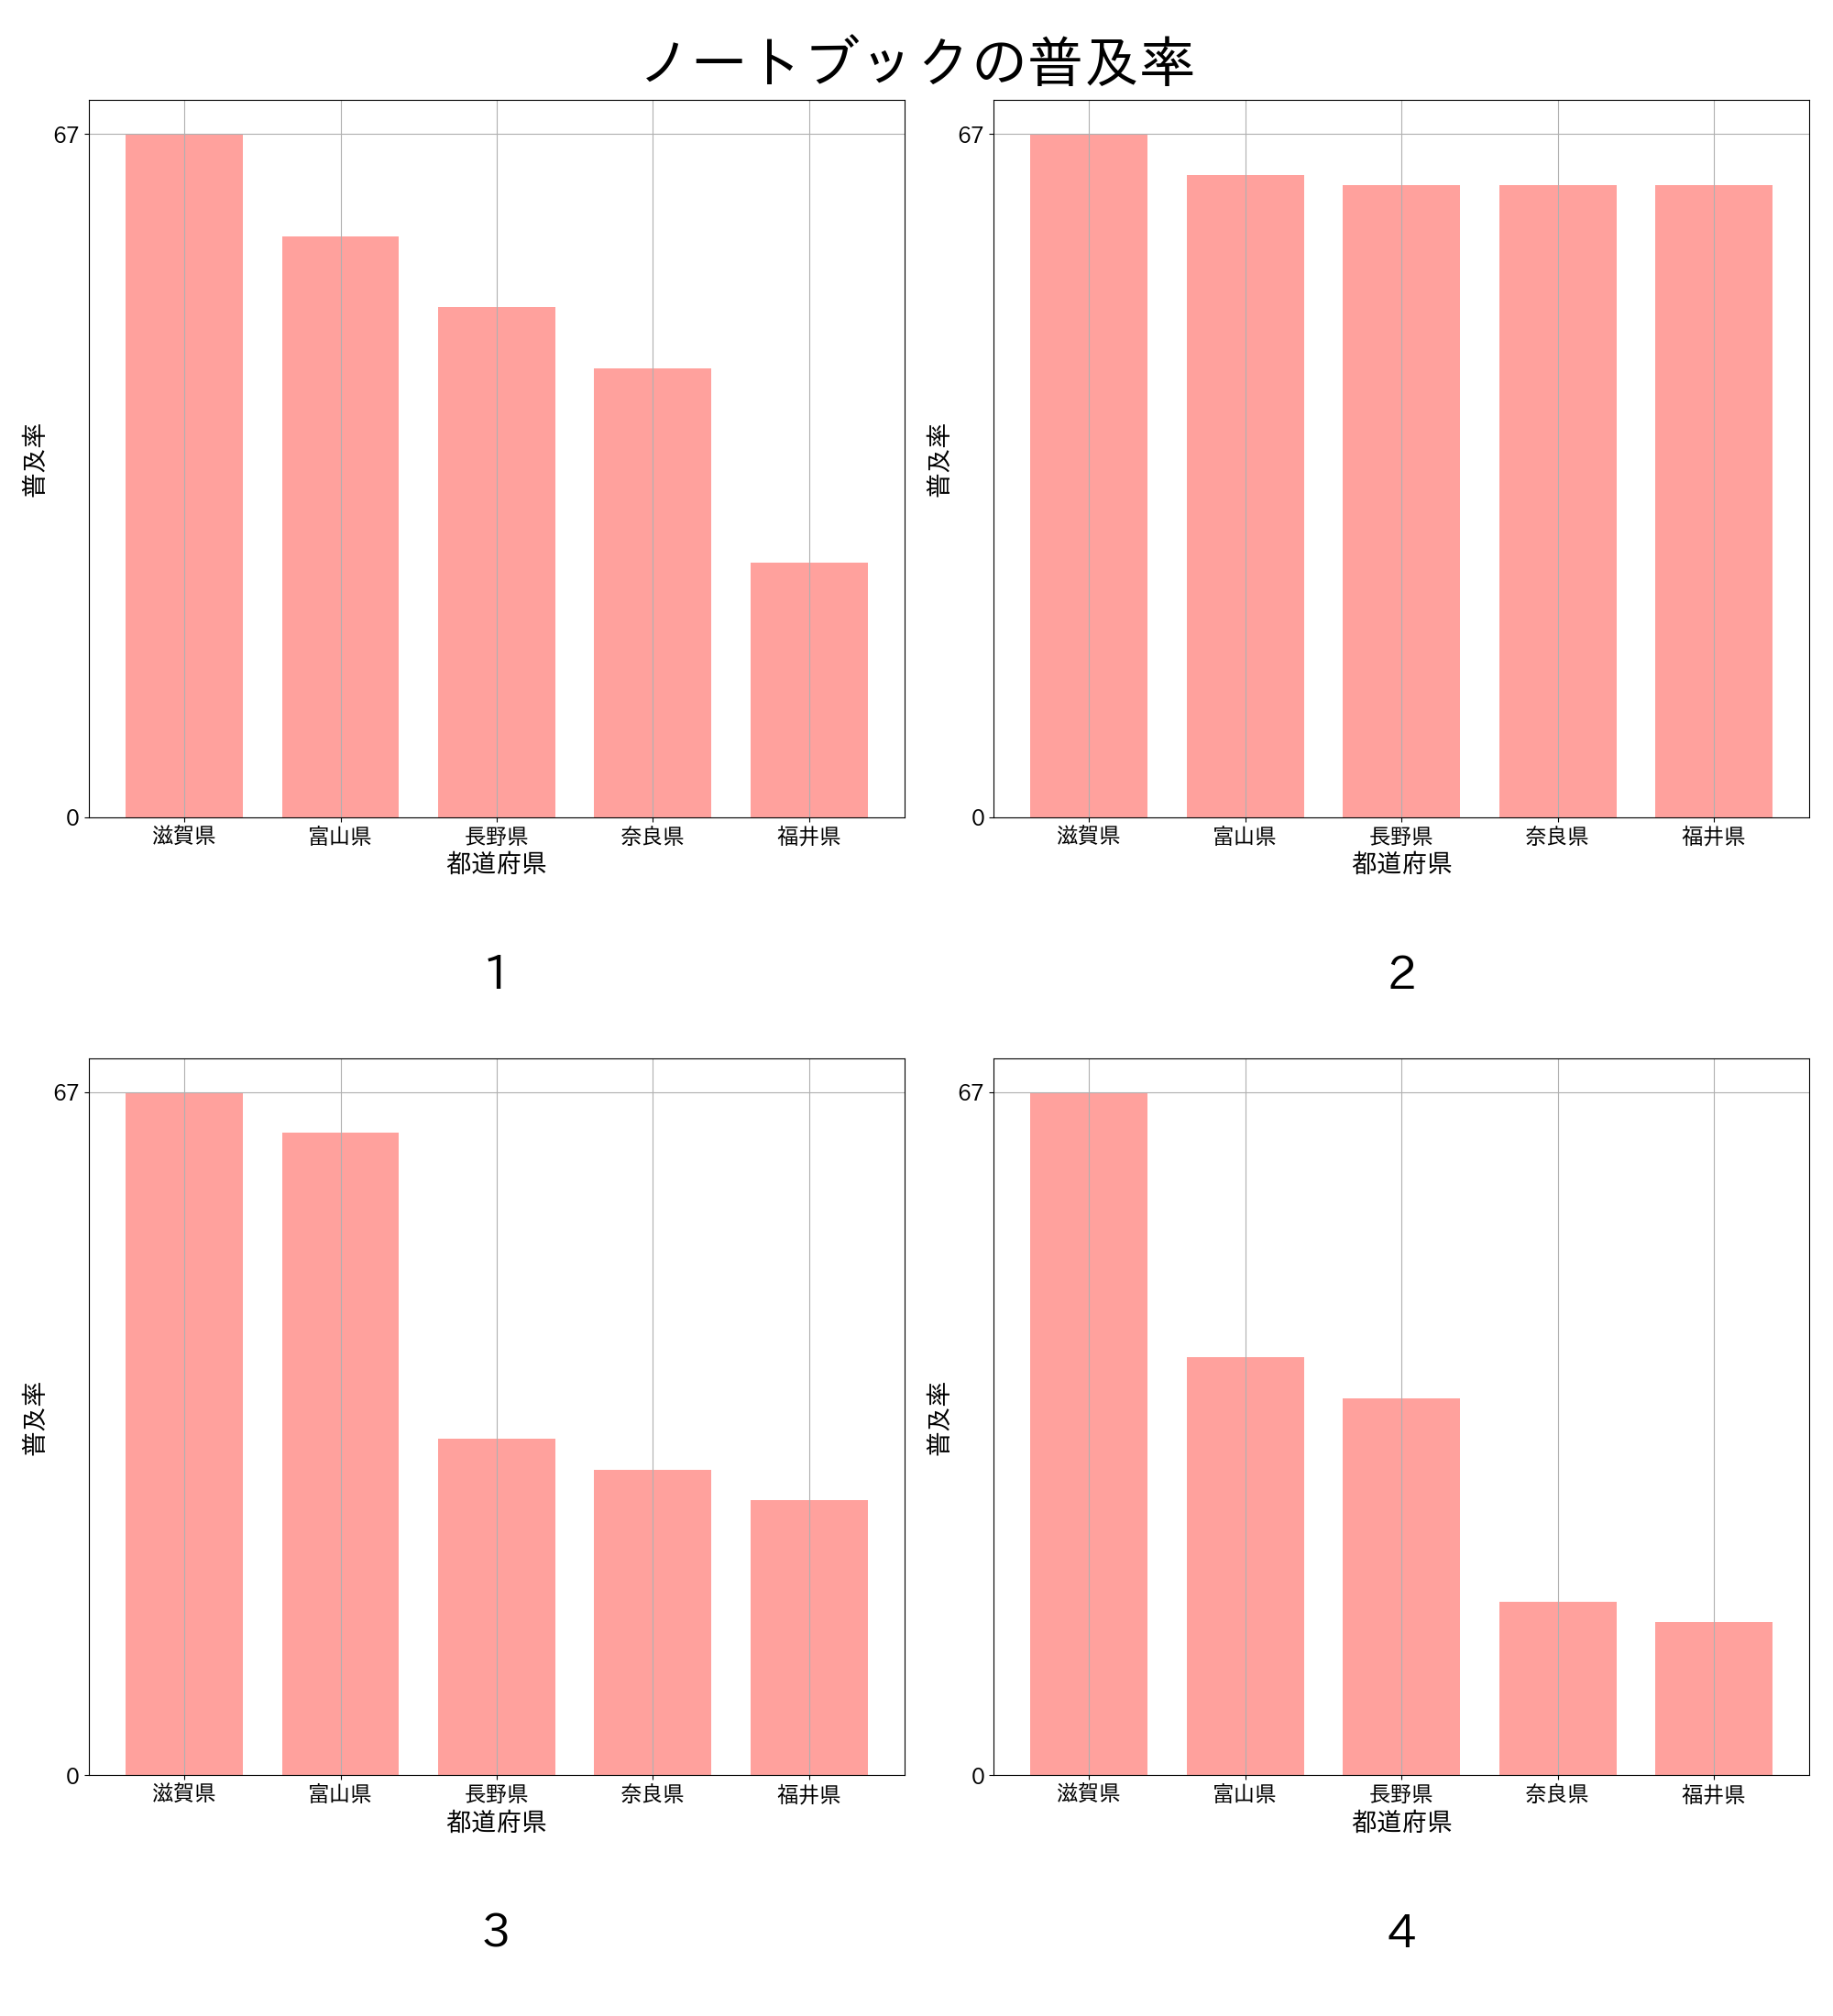 ノートブックの普及率
67
0
普及率
滋賀県 富山県 長野県 奈良県 福井県
都道府県
1
67
0
普及率
滋賀県 富山県 長野県 奈良県 福井県
都道府県
2
67
0
普及率
滋賀県 富山県 長野県 奈良県 福井県
都道府県
3
67
0
普及率
滋賀県 富山県 長野県 奈良県 福井県
都道府県
4